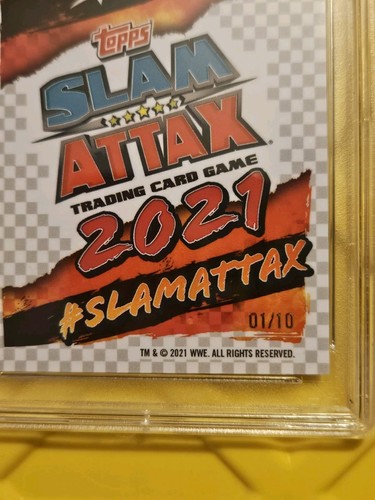 Topps
SLAM
ATTAX
TRADING CARD GAME
2021
#SLAMATTAX
01/10
TM & © 2021 WWE. ALL RIGHTS RESERVED.